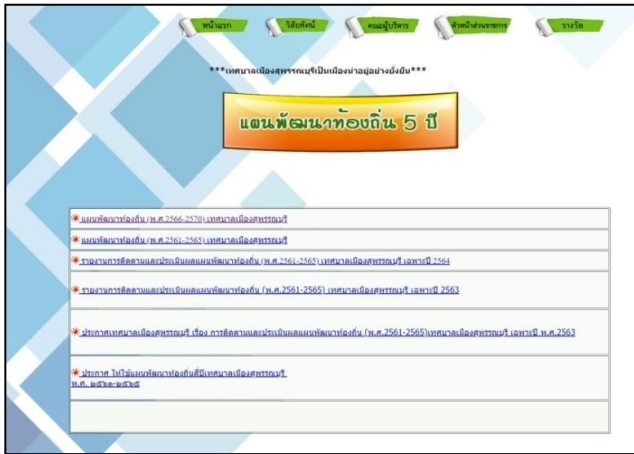 หน้าแรก
วิสัยทัศน์
คณะผู้บริหาร
หัวหน้าส่วนราชการ
รางวัล
***เทศบาลเมืองสุพรรณบุรีเป็นเมืองน่าอยู่อย่างยั่งยืน***
แผนพัฒนาท้องถิ่น 5 ปี
แผนพัฒนาท้องถิ่น (พ.ศ.2566-2570) เทศบาลเมืองสุพรรณบุรี
แผนพัฒนาท้องถิ่น (พ.ศ.2561-2565) เทศบาลเมืองสุพรรณบุรี
รายงานการติดตามและประเมินผลแผนพัฒนาท้องถิ่น (พ.ศ.2561-2565) เทศบาลเมืองสุพรรณบุรี เฉพาะปี 2564
รายงานการติดตามและประเมินผลแผนพัฒนาท้องถิ่น (พ.ศ.2561-2565) เทศบาลเมืองสุพรรณบุรี เฉพาะปี 2563
ประกาศเทศบาลเมืองสุพรรณบุรี เรื่อง การติดตามและประเมินผลแผนพัฒนาท้องถิ่น (พ.ศ.2561-2565)เทศบาลเมืองสุพรรณบุรี เฉพาะปี พ.ศ.2563
ประกาศ ให้ใช้แผนพัฒนาท้องถิ่นสี่ปีเทศบาลเมืองสุพรรณบุรี
พ.ศ. ๒๕๖๑-๒๕๖๕